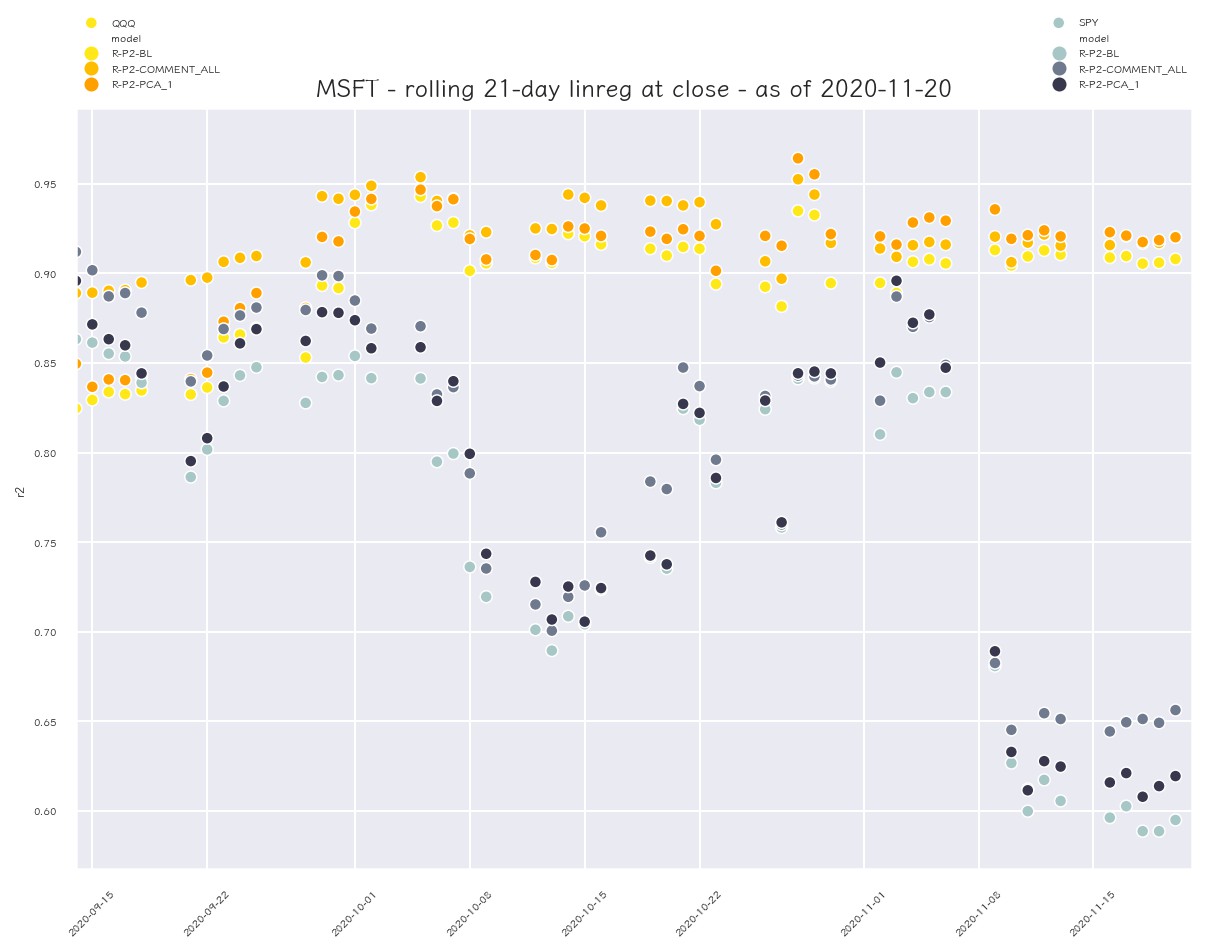 QQQ
model
R-P2-BL
R-P2-COMMENT_ALL
R-P2-PCA_1
SPY
model
R-P2-BL
R-P2-COMMENT_ALL
R-P2-PCA_1
MSFT - rolling 21-day linreg at close - as of 2020-11-20
0.95
0.90
0.85
0.80
0.75
0.70
0.65
0.60
r2
2020-09-15
2020-09-22
2020-10-01
2020-10-08
2020-10-15
2020-10-22
2020-11-01
2020-11-08
2020-11-15